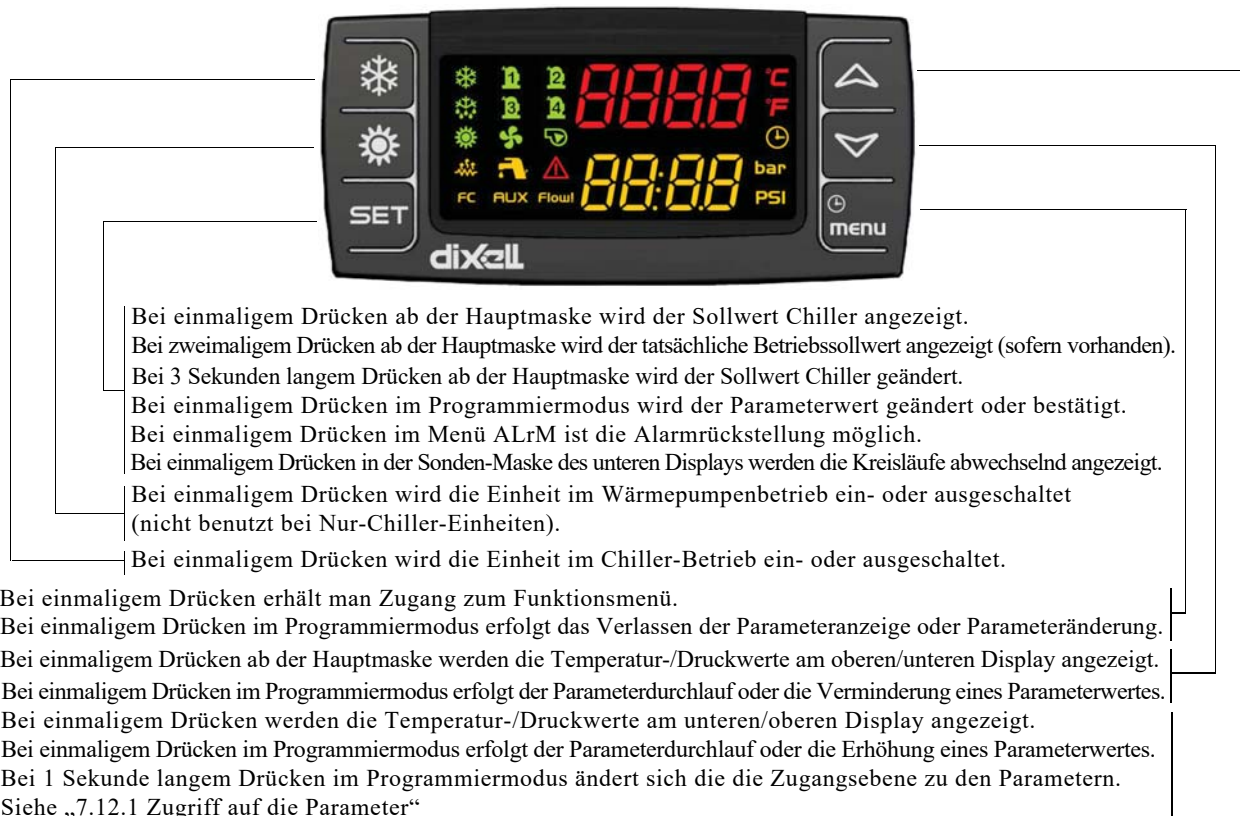 1 2 88:8.8 °C
3 4 °F
88:8.8 bar
FC AUX Flow! PSI
SET
menu
dixell
Bei einmaligem Drücken ab der Hauptmaske wird der Sollwert Chiller angezeigt.
Bei zweimaligem Drücken ab der Hauptmaske wird der tatsächliche Betriebssollwert angezeigt (sofern vorhanden).
Bei 3 Sekunden langem Drücken ab der Hauptmaske wird der Sollwert Chiller geändert.
Bei einmaligem Drücken im Programmiermodus wird der Parameterwert geändert oder bestätigt.
Bei einmaligem Drücken im Menü ALrM ist die Alarmrückstellung möglich.
Bei einmaligem Drücken in der Sonden-Maske des unteren Displays werden die Kreisläufe abwechselnd angezeigt.
Bei einmaligem Drücken wird die Einheit im Wärmepumpenbetrieb ein- oder ausgeschaltet
(nicht benutzt bei Nur-Chiller-Einheiten).
Bei einmaligem Drücken wird die Einheit im Chiller-Betrieb ein- oder ausgeschaltet.
Bei einmaligem Drücken erhält man Zugang zum Funktionsmenü.
Bei einmaligem Drücken im Programmiermodus erfolgt das Verlassen der Parameteranzeige oder Parameteränderung.
Bei einmaligem Drücken ab der Hauptmaske werden die Temperatur-/Druckwerte am oberen/unteren Display angezeigt.
Bei einmaligem Drücken im Programmiermodus erfolgt der Parameterdurchlauf oder die Verminderung eines Parameterwertes.
Bei einmaligem Drücken werden die Temperatur-/Druckwerte am unteren/oberen Display angezeigt.
Bei einmaligem Drücken im Programmiermodus erfolgt der Parameterdurchlauf oder die Erhöhung eines Parameterwertes.
Bei 1 Sekunde langem Drücken im Programmiermodus ändert sich die die Zugangsebene zu den Parametern.
Siehe „7.12.1 Zugriff auf die Parameter“